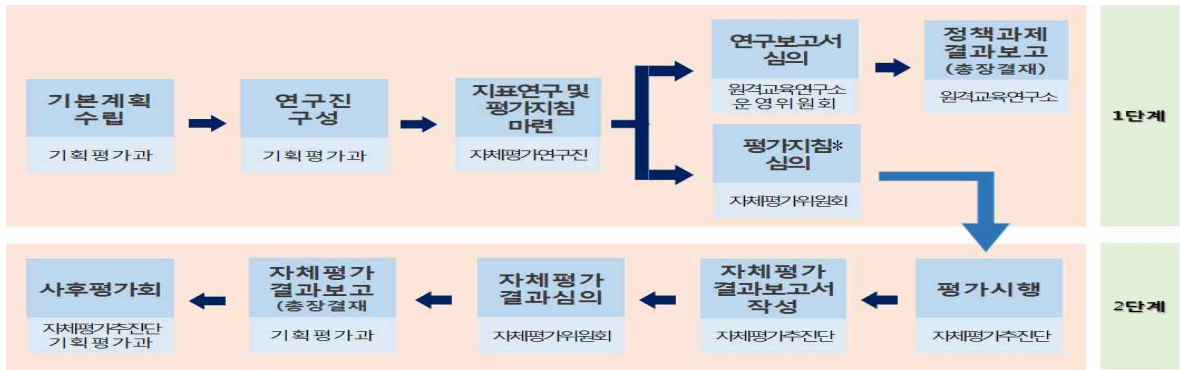 기본계획
수립
기획평가과
연구진
구성
기획평가과
지표연구 및
평가지침
마련
자체평가연구진
연구보고서
심의
원격교육연구소
운영위원회
정책과제
결과보고
(총장결재)
원격교육연구소
평가지침*
심의
자체평가위원회
1단계
사후평가회
자체평가추진단
기획평가과
자체평가
결과보고
(총장결재
기획평가과
자체평가
결과심의
자체평가위원회
자체평가
결과보고서
작성
자체평가추진단
평가시행
자체평가추진단
2단계